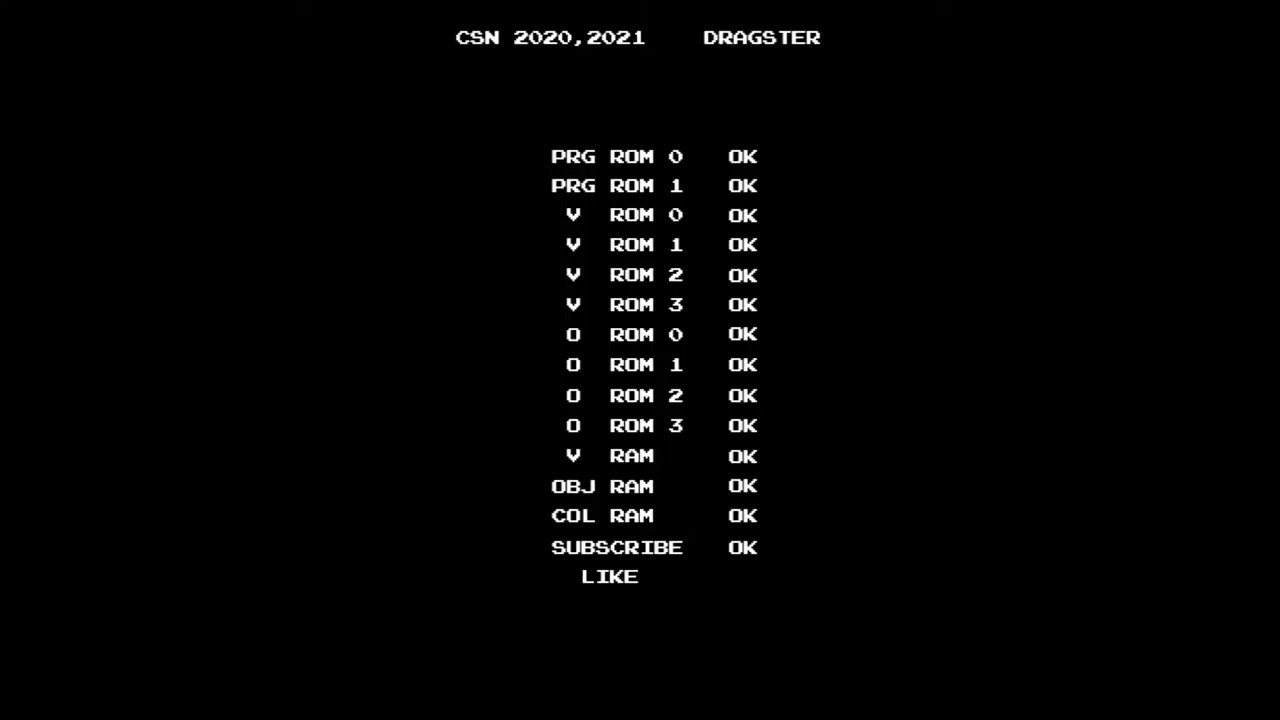 CSN 2020,2021 DRAGSTER
PRG ROM 0 OK
PRG ROM 1 OK
V ROM 0 OK
V ROM 1 OK
V ROM 2 OK
V ROM 3 OK
O ROM 0 OK
O ROM 1 OK
O ROM 2 OK
O ROM 3 OK
V RAM OK
OBJ RAM OK
COL RAM OK
SUBSCRIBE OK
LIKE